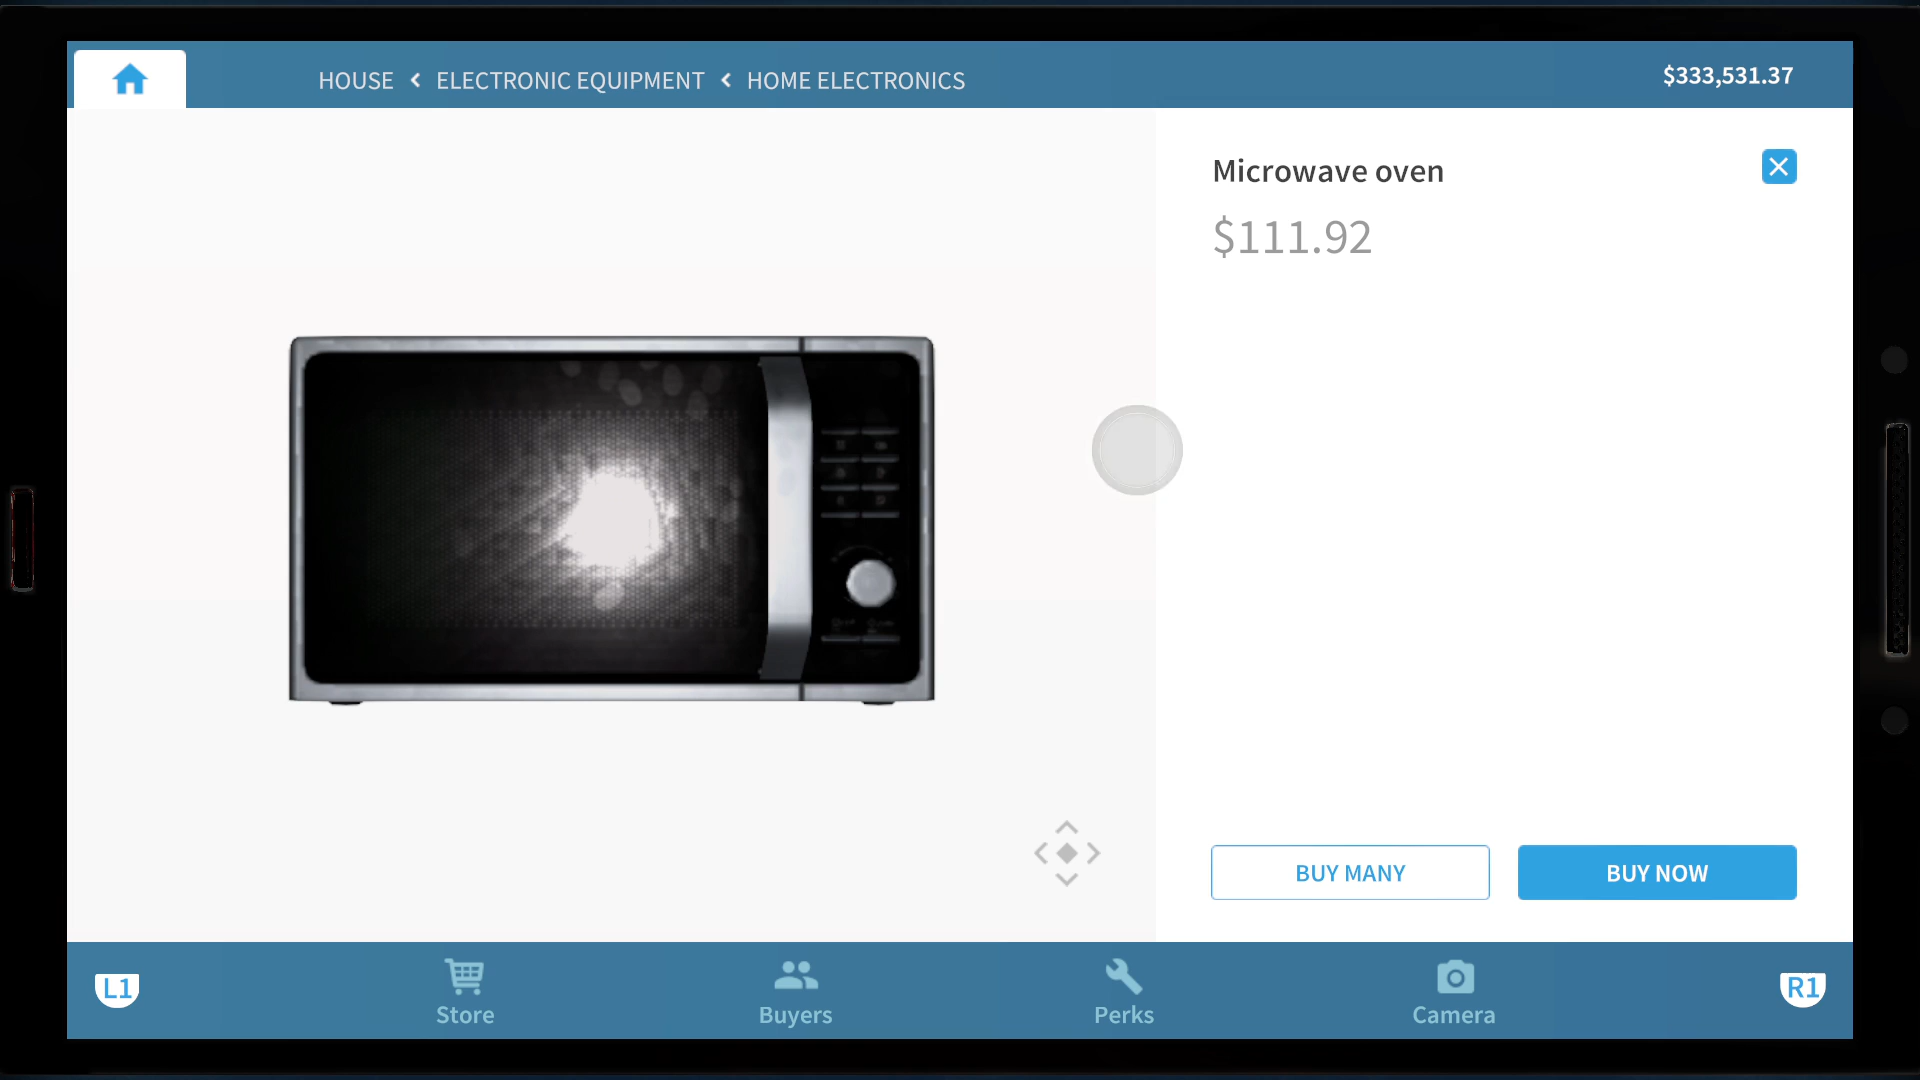 HOUSE < ELECTRONIC EQUIPMENT < HOME ELECTRONICS
$333,531.37
Microwave oven
$111.92
BUY MANY
BUY NOW
L1
Store
Buyers
Perks
Camera
R1